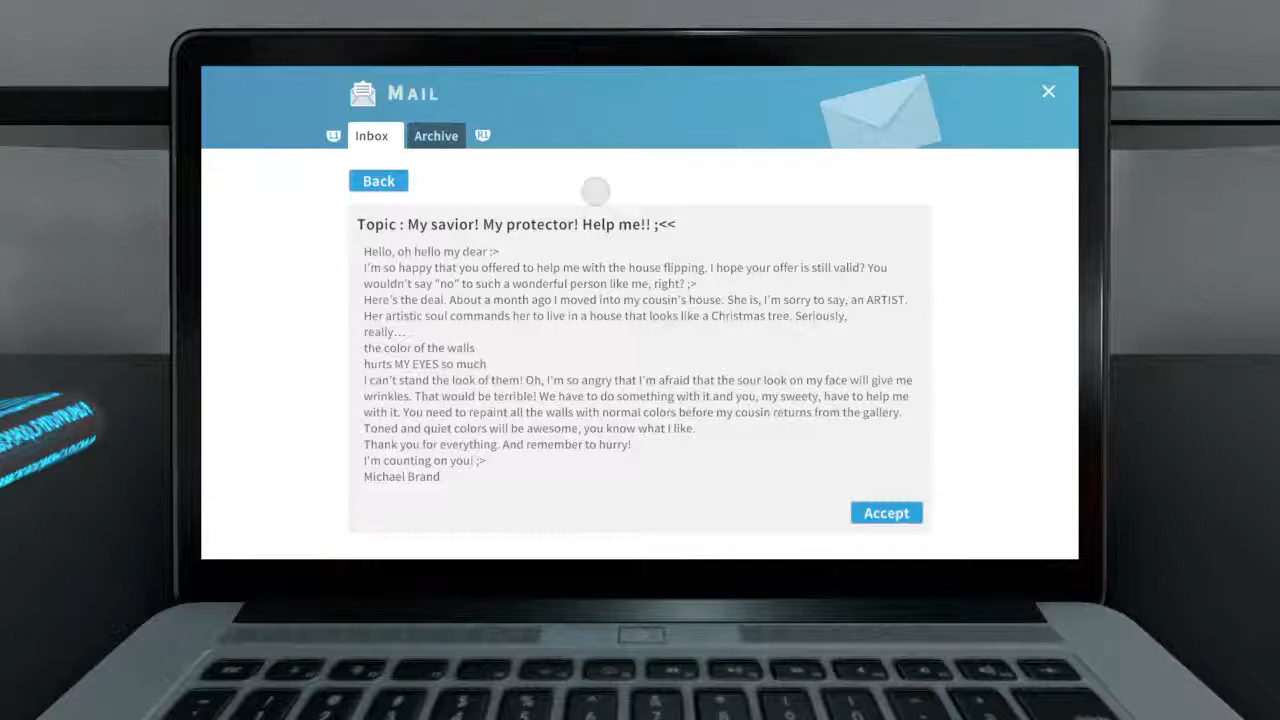 MAIL
L1 Inbox Archive R1
Back
Topic : My savior! My protector! Help me!! ;<<
Hello, oh hello my dear :>
I'm so happy that you offered to help me with the house flipping. I hope your offer is still valid? You
wouldn't say "no" to such a wonderful person like me, right? ;>
Here's the deal. About a month ago I moved into my cousin's house. She is, I'm sorry to say, an ARTIST.
Her artistic soul commands her to live in a house that looks like a Christmas tree. Seriously,
really...
the color of the walls
hurts MY EYES so much
I can't stand the look of them! Oh, I'm so angry that I'm afraid that the sour look on my face will give me
wrinkles. That would be terrible! We have to do something with it and you, my sweety, have to help me
with it. You need to repaint all the walls with normal colors before my cousin returns from the gallery.
Toned and quiet colors will be awesome, you know what I like.
Thank you for everything. And remember to hurry!
I'm counting on you! ;>
Michael Brand
Accept